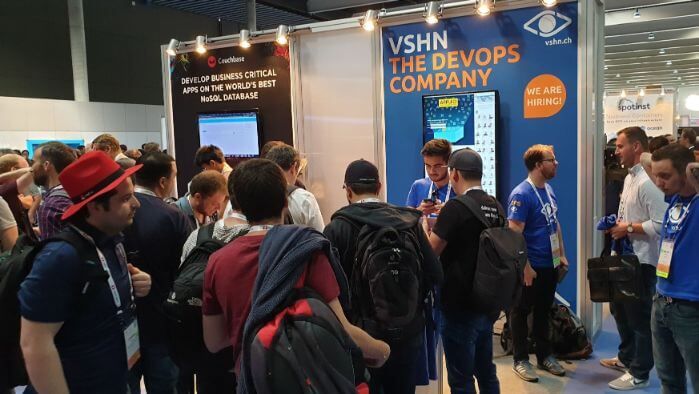 Couchbase
DEVELOP BUSINESS CRITICAL
APPS ON THE WORLD'S BEST
NoSQL DATABASE
VSHN
THE DEVOPS
COMPANY
vshn.ch
WE ARE
HIRING!
spotinst